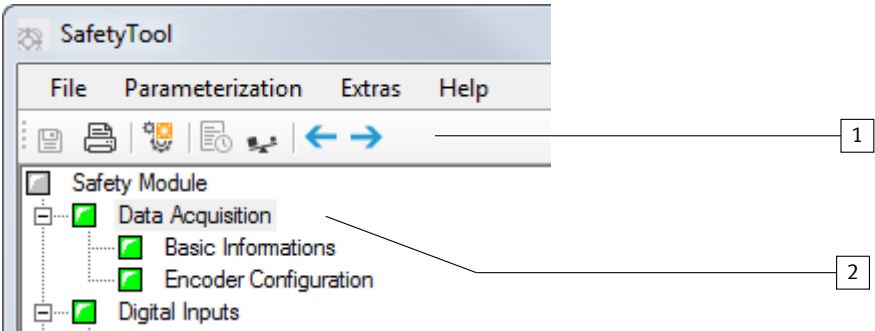 SafetyTool
File Parameterization Extras Help
1
Safety Module
Data Acquisition
Basic Informations
2
Encoder Configuration
Digital Inputs